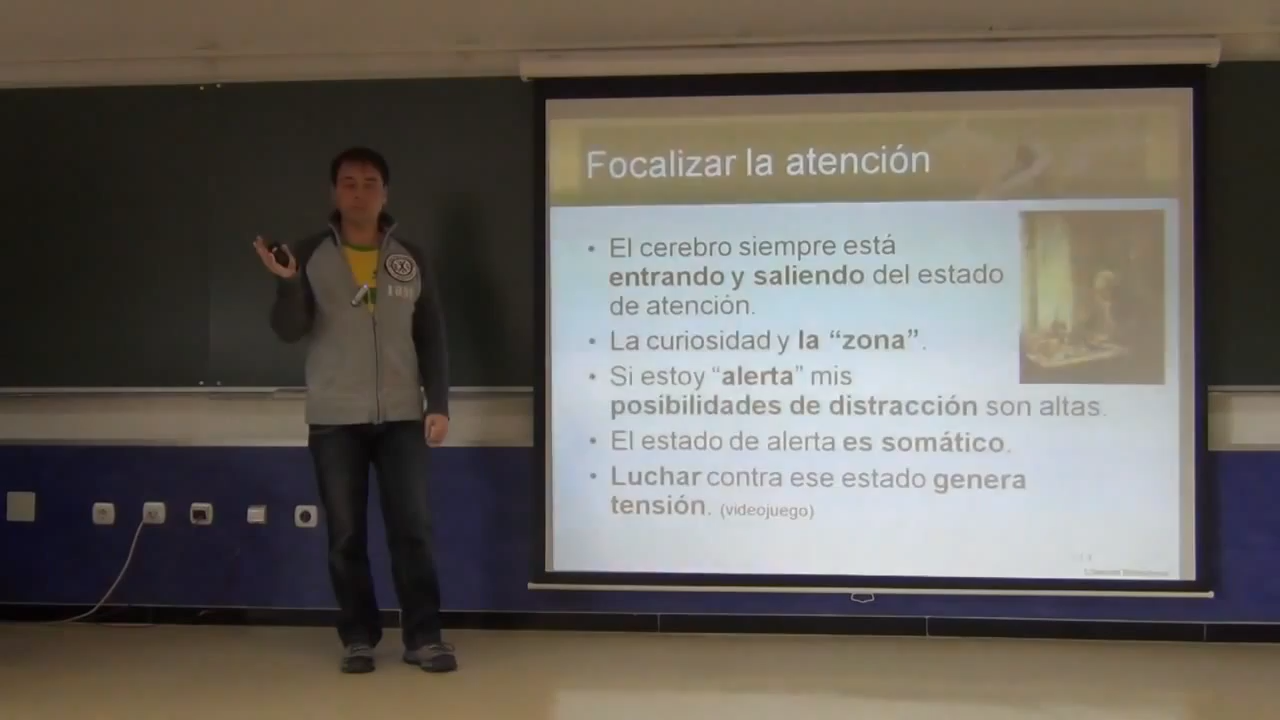 Focalizar la atención
• El cerebro siempre está
entrando y saliendo del estado
de atención.
• La curiosidad y la “zona”.
• Si estoy “alerta” mis
posibilidades de distracción son altas.
• El estado de alerta es somático.
• Luchar contra ese estado genera
tensión. (videojuego)